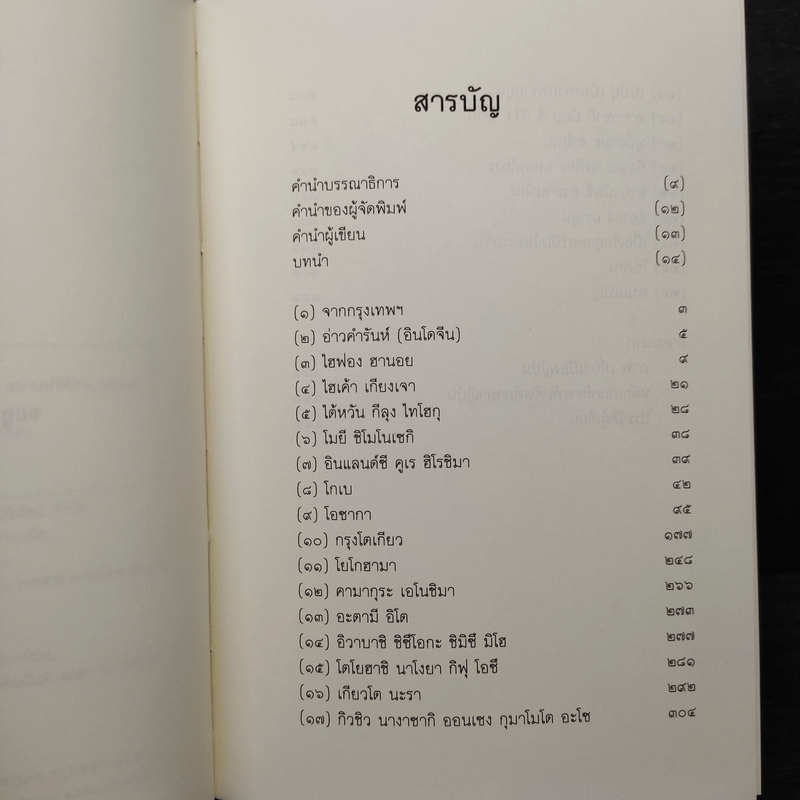 สารบัญ
คำนำบรรณาธิการ (๙)
คำนำของผู้จัดพิมพ์ (๑๒)
คำนำผู้เขียน (๑๓)
บทนำ (๑๔)
(๑) จากกรุงเทพฯ ๓
(๒) อ่าวคำรันห์ (อินโดจีน) ๕
(๓) ไฮฟอง ฮานอย ๙
(๔) ไฮเค้า เกียงเจา ๒๑
(๕) ไต้หวัน กีลุง ไทโฮกุ ๒๘
(๖) โมยี ชิโมโนเซกิ ๓๘
(๗) อินแลนด์ซี คูเร ฮิโรชิมา ๓๙
(๘) โกเบ ๔๒
(๙) โอซากา ๙๕
(๑๐) กรุงโตเกียว ๑๗๗
(๑๑) โยโกฮามา ๒๔๘
(๑๒) คามากุระ เอโนชิมา ๒๖๖
(๑๓) อะตามี อิโต ๒๗๓
(๑๔) อิวาบาชิ ชิซึโอกะ ชิมิซึ มิโฮ ๒๗๗
(๑๕) โตโยฮาชิ นาโงยา กิฟุ โอซึ ๒๘๑
(๑๖) เกียวโต นะรา ๒๙๒
(๑๗) กิวชิว นางาซากิ ออนเซง กุมาโมโต อะโซ ๓๐๔